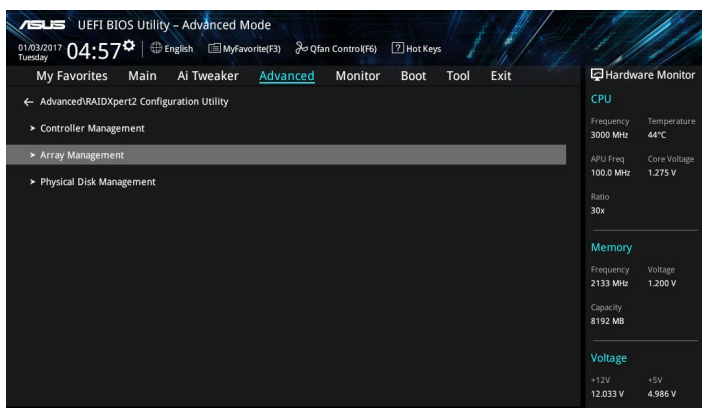 ASUS UEFI BIOS Utility – Advanced Mode
01/03/2017 Tuesday 04:57 English MyFavorite(F3) Qfan Control(F6) ? Hot Keys
My Favorites Main Ai Tweaker Advanced Monitor Boot Tool Exit
← Advanced\RAIDXpert2 Configuration Utility
> Controller Management
> Array Management
> Physical Disk Management
Hardware Monitor
CPU
Frequency Temperature
3000 MHz 44°C
APU Freq Core Voltage
100.0 MHz 1.275 V
Ratio
30x
Memory
Frequency Voltage
2133 MHz 1.200 V
Capacity
8192 MB
Voltage
+12V +5V
12.033 V 4.986 V